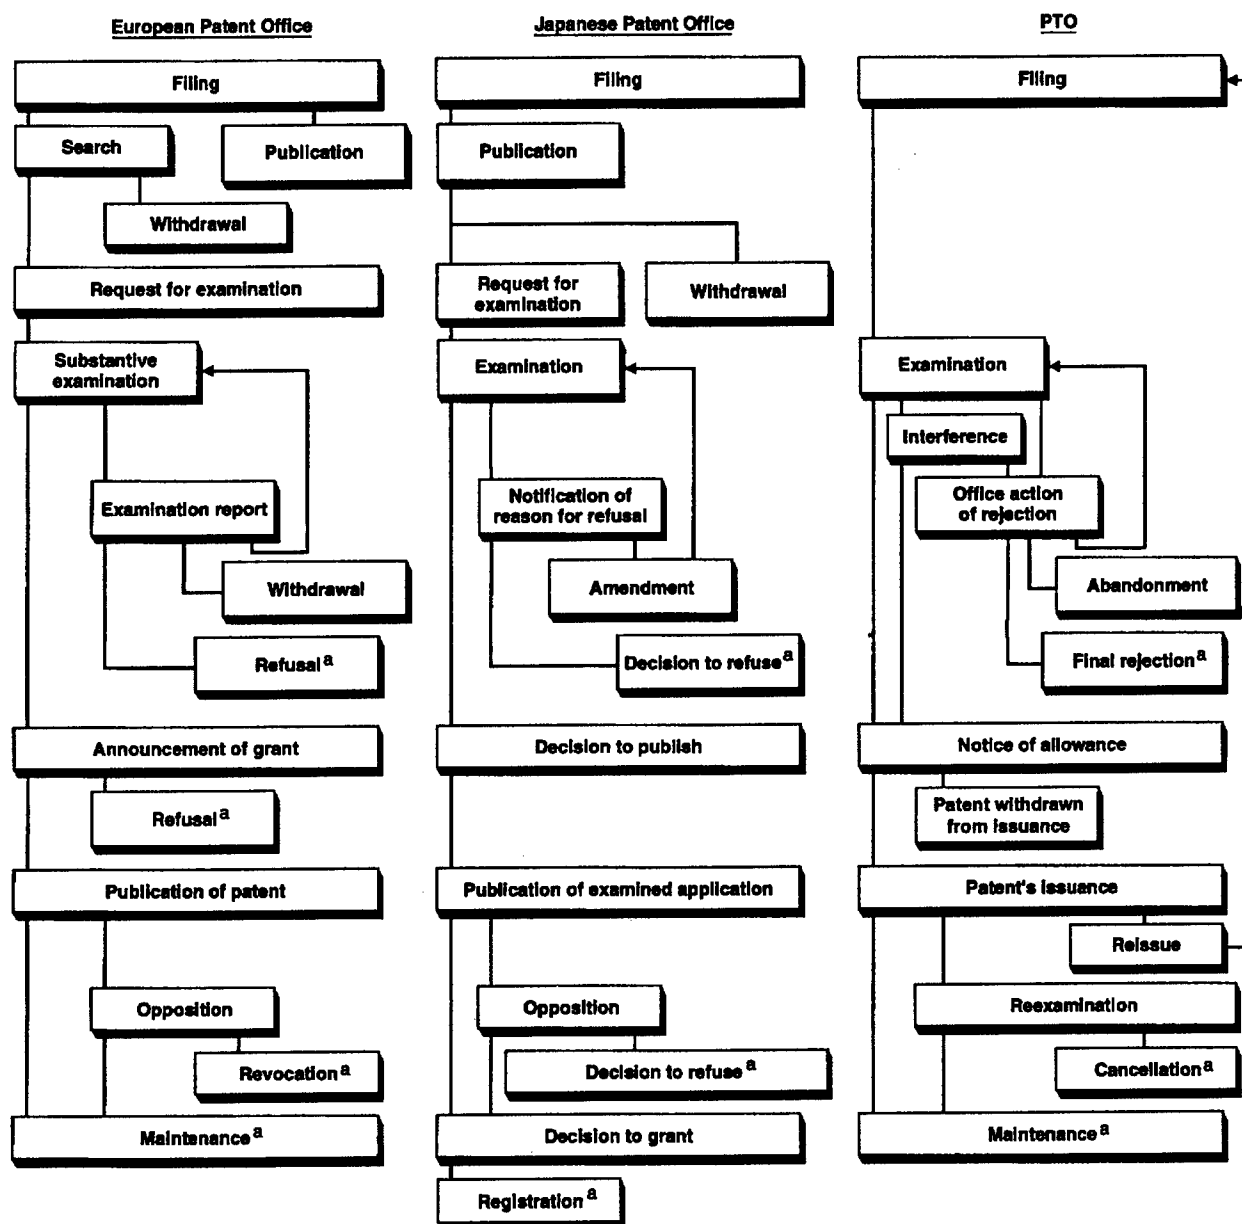 European Patent Office
Filing
Search
Publication
Withdrawal
Request for examination
Substantive
examination
Examination report
Withdrawal
Refusal a
Announcement of grant
Refusal a
Publication of patent
Opposition
Revocation a
Maintenance a
Japanese Patent Office
Filing
Publication
Request for
examination
Withdrawal
Examination
Notification of
reason for refusal
Amendment
Decision to refuse a
Decision to publish
Publication of examined application
Opposition
Decision to refuse a
Decision to grant
Registration a
PTO
Filing
Examination
Interference
Office action
of rejection
Abandonment
Final rejection a
Notice of allowance
Patent withdrawn
from issuance
Patent's issuance
Reissue
Reexamination
Cancellation a
Maintenance a